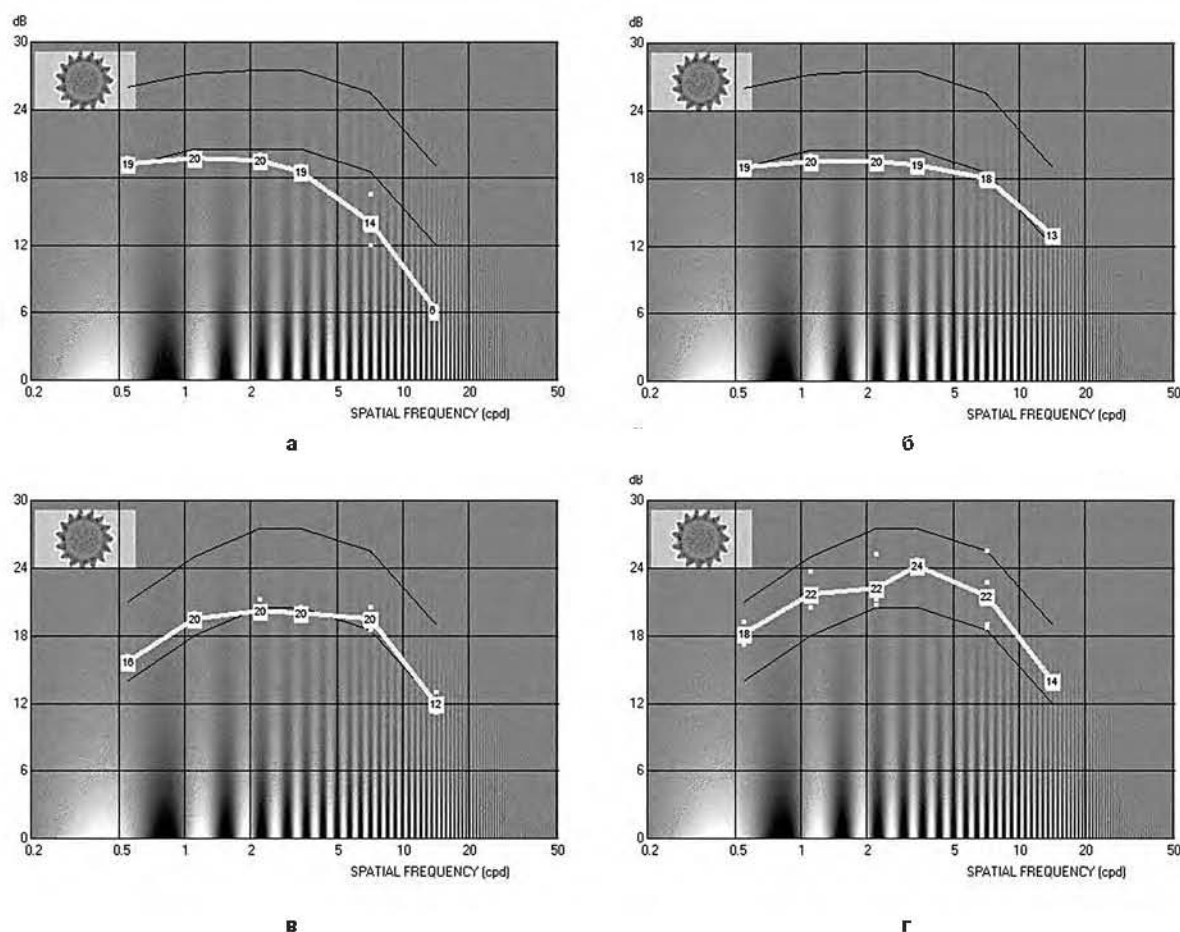 dB
30
24
18
12
6
0
19 20 20 19 14 6
0.2 0.5 1 2 5 10 20 50
SPATIAL FREQUENCY (cpd)
а
dB
30
24
18
12
6
0
19 20 20 19 18 13
0.2 0.5 1 2 5 10 20 50
SPATIAL FREQUENCY (cpd)
б
30
24
18
12
6
0
16 20 20 20 20 12
0.2 0.5 1 2 5 10 20 50
SPATIAL FREQUENCY (cpd)
в
dB
30
24
18
12
6
0
18 22 22 24 22 14
0.2 0.5 1 2 5 10 20 50
SPATIAL FREQUENCY (cpd)
г